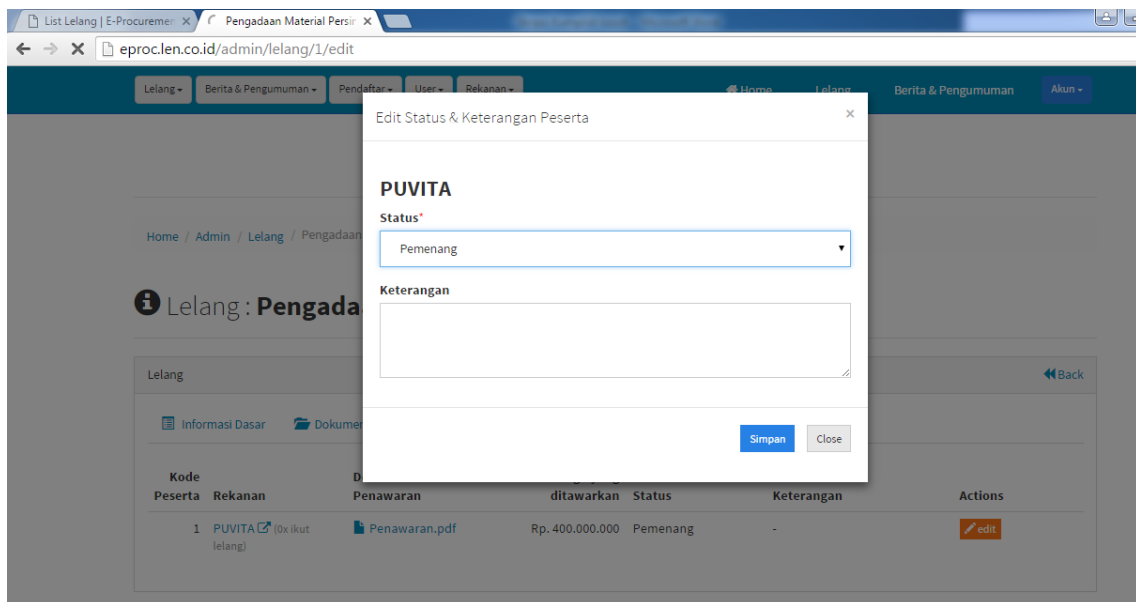 List Lelang | E-Procuremen
Pengadaan Material Persir
eproc.len.co.id/admin/lelang/1/edit
Lelang Berita & Pengumuman Pendaftar User Rekanan Home Lelang Berita & Pengumuman Akun
Edit Status & Keterangan Peserta ×
PUVITA
Status*
Home / Admin / Lelang / Pengadaan
Pemenang
Keterangan
Lelang : Pengada
Lelang Back
Informasi Dasar Dokumen
Simpan Close
Kode
Peserta Rekanan Penawaran ditawarkan Status Keterangan Actions
1 PUVITA (0x ikut Penawaran.pdf Rp. 400.000.000 Pemenang - edit
lelang)